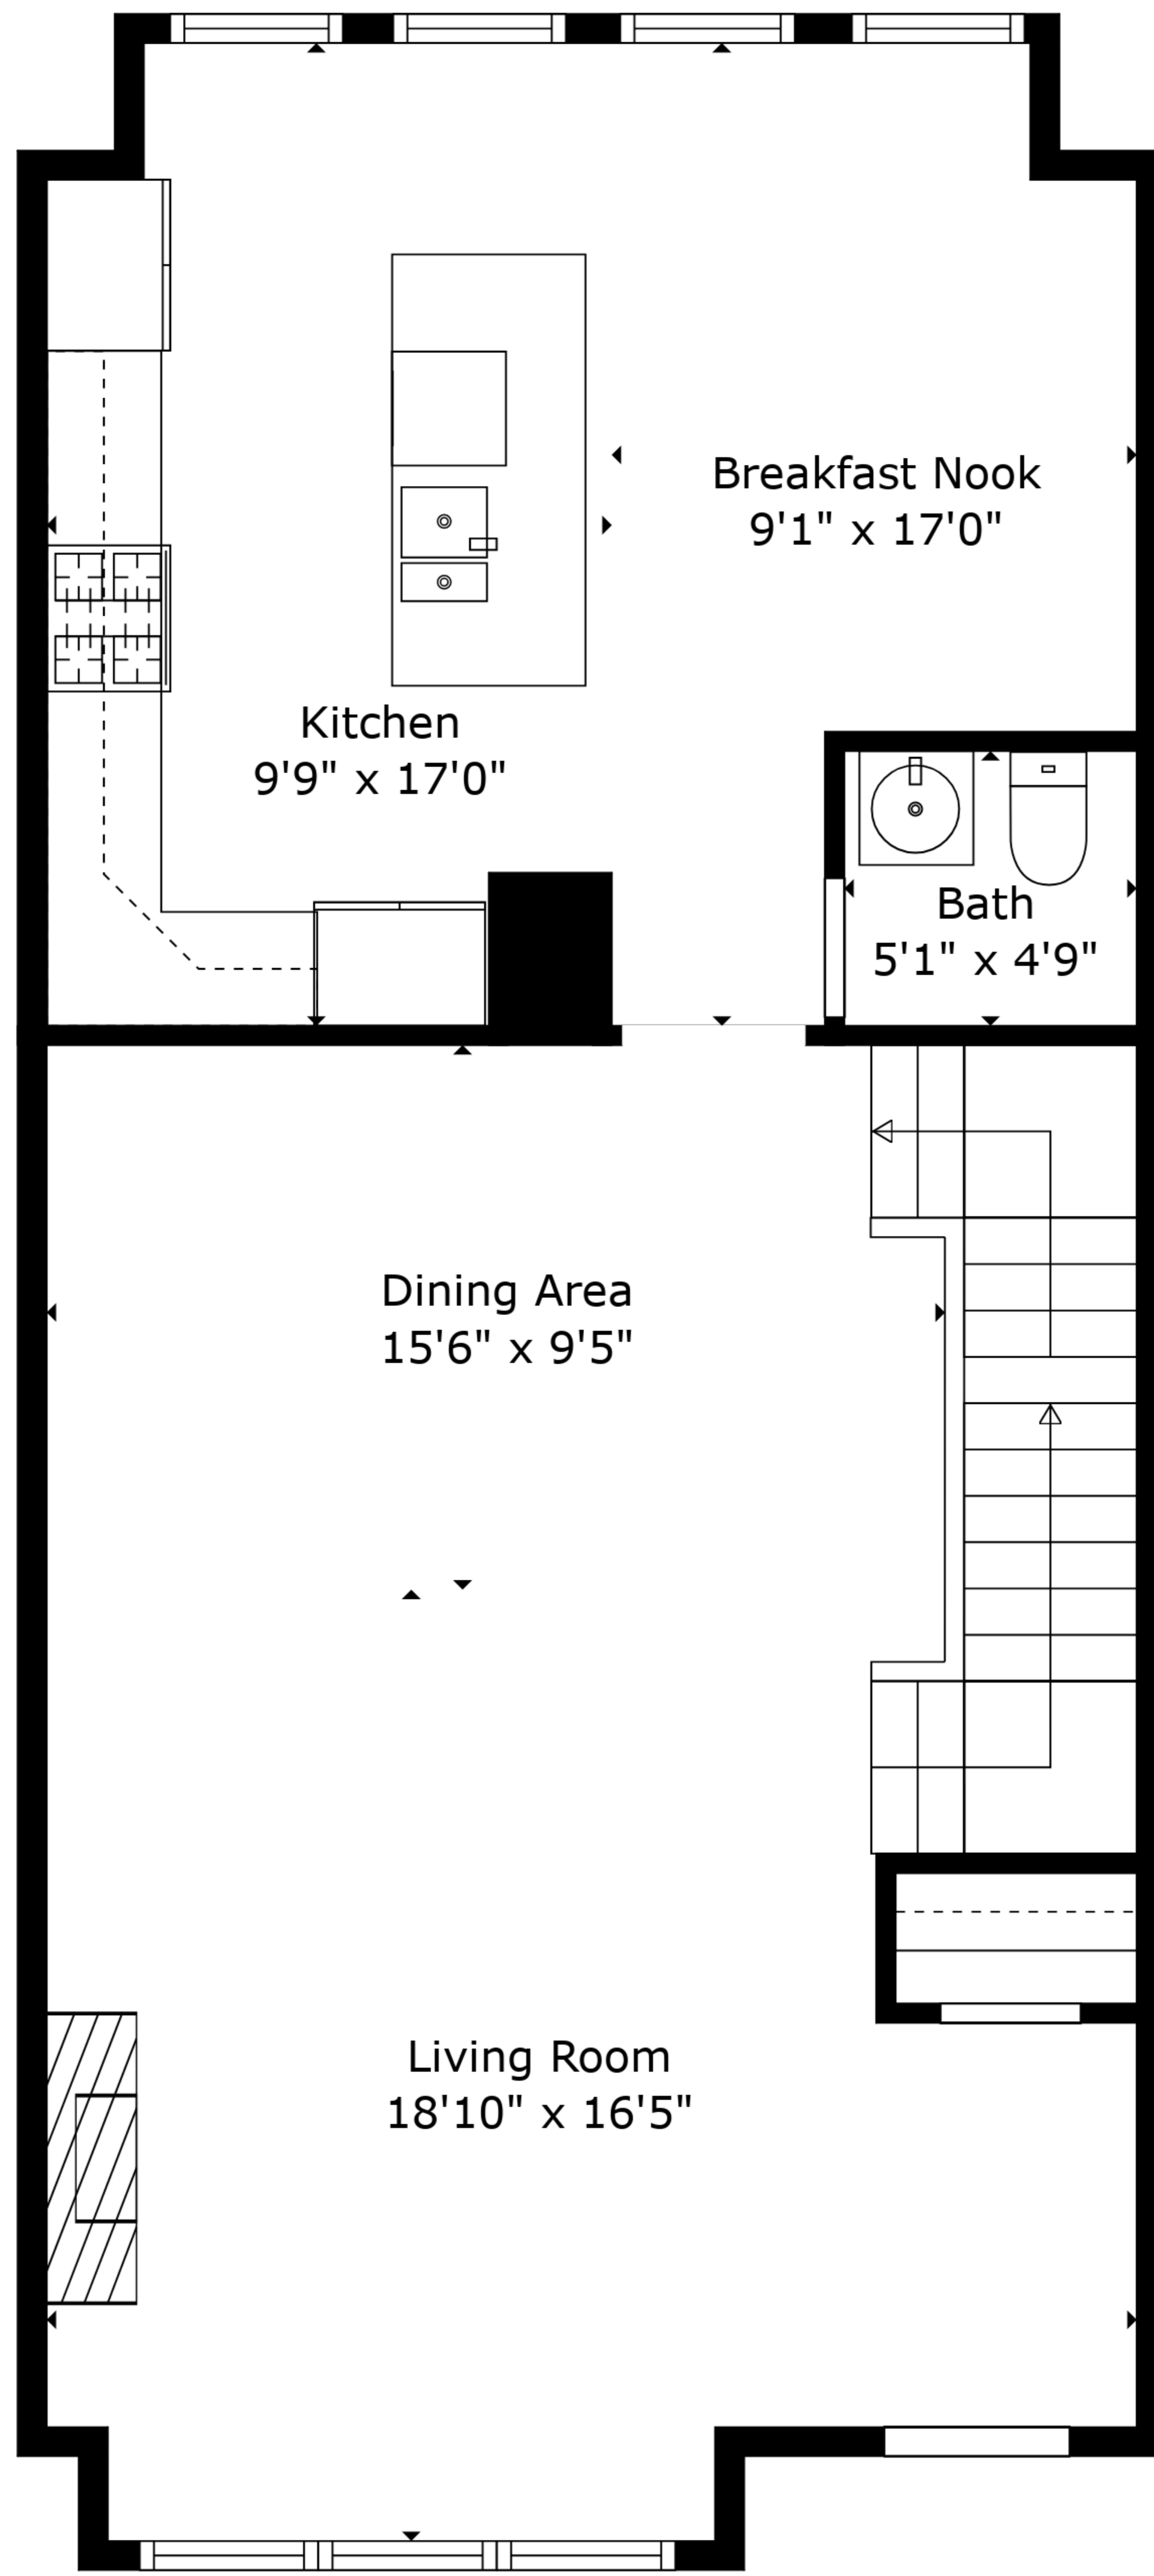 Breakfast Nook
9'1" x 17'0"
Kitchen
9'9" x 17'0"
Bath
5'1" x 4'9"
Dining Area
15'6" x 9'5"
Living Room
18'10" x 16'5"